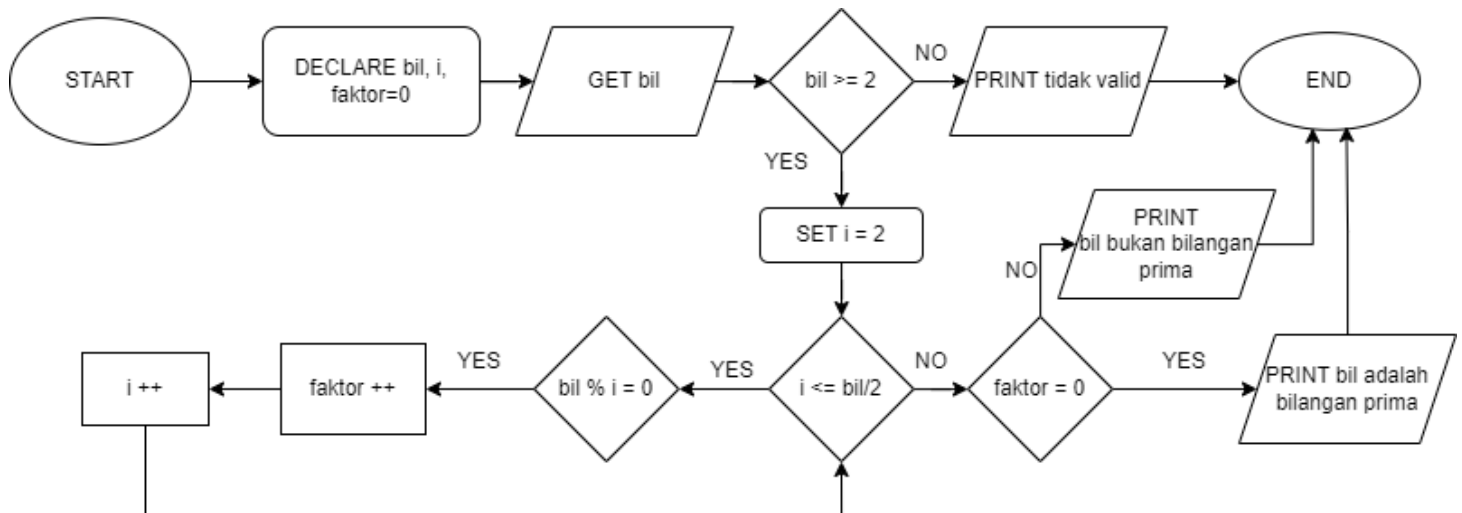 START
DECLARE bil, i,
faktor=0
GET bil
bil >= 2
NO
PRINT tidak valid
END
YES
SET i = 2
PRINT
bil bukan bilangan
prima
NO
i ++
faktor ++
YES
bil % i = 0
YES
i <= bil/2
NO
faktor = 0
YES
PRINT bil adalah
bilangan prima